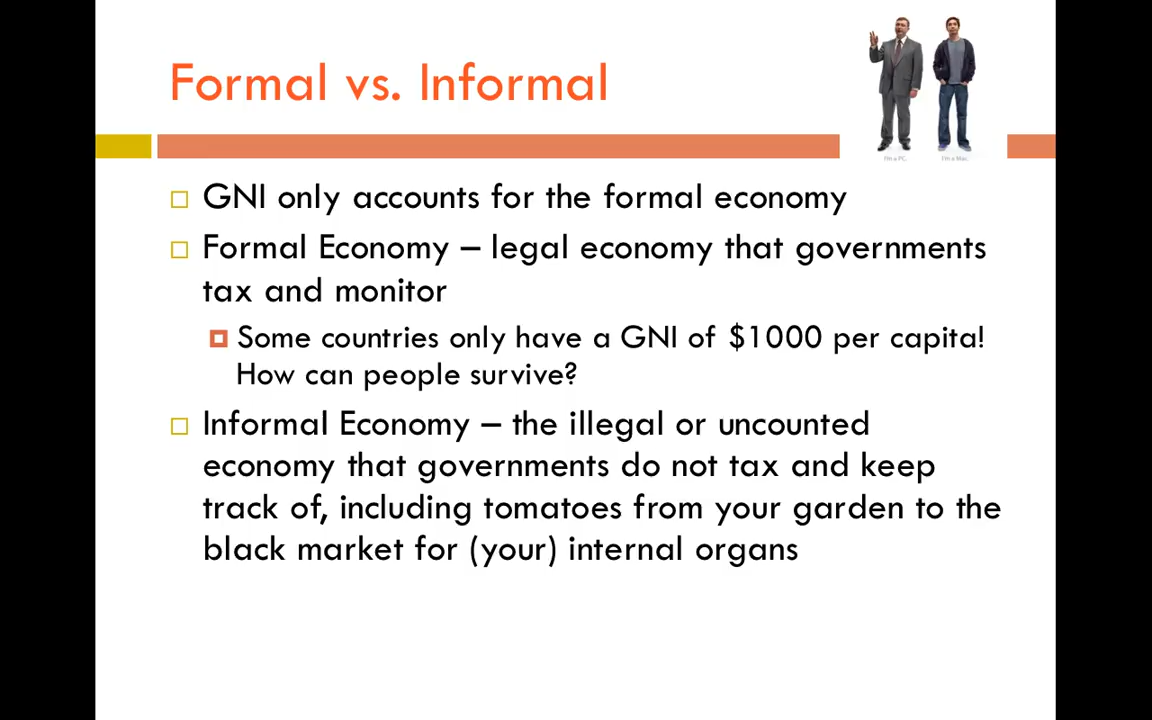 Formal vs. Informal
I'm a PC.
I'm a Mac.
GNI only accounts for the formal economy
Formal Economy – legal economy that governments
tax and monitor
Some countries only have a GNI of $1000 per capita!
How can people survive?
Informal Economy – the illegal or uncounted
economy that governments do not tax and keep
track of, including tomatoes from your garden to the
black market for (your) internal organs